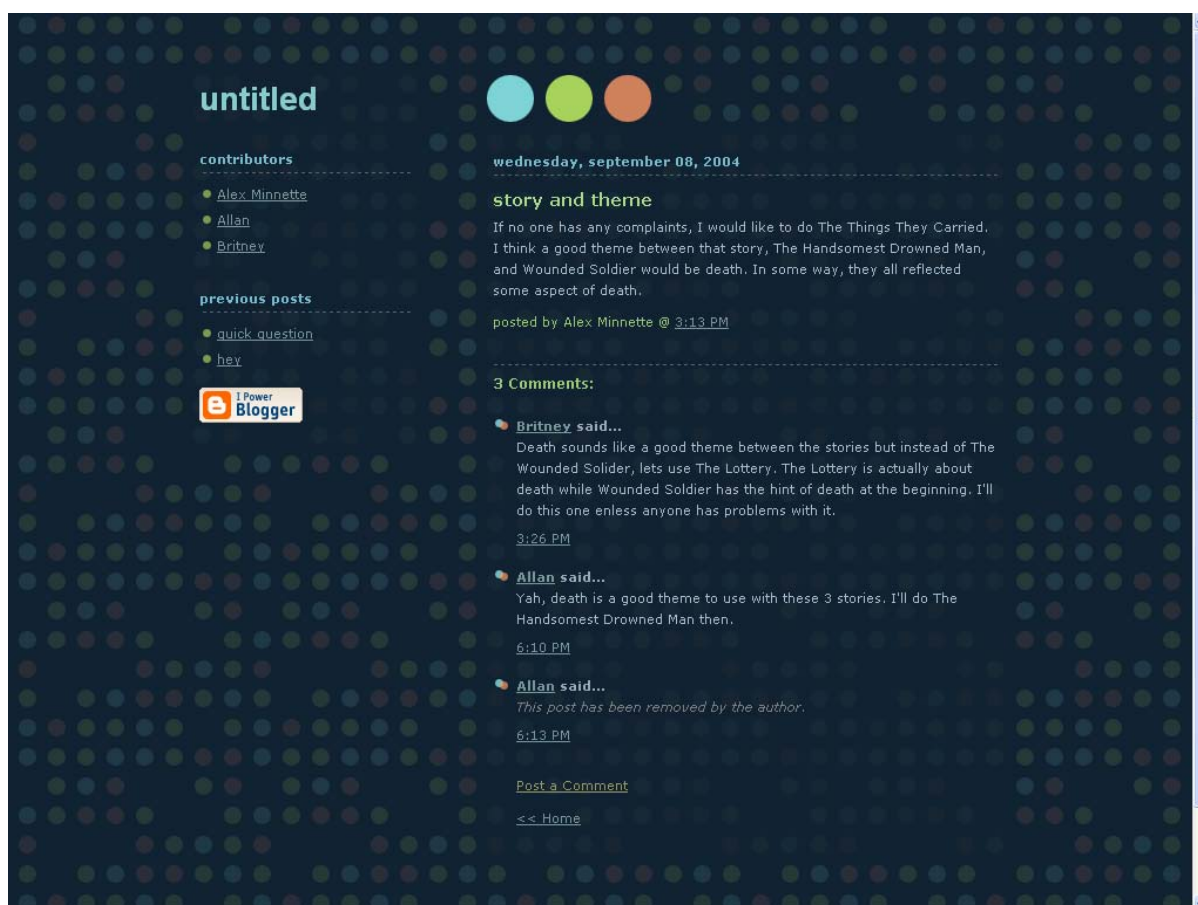 untitled
contributors
Alex Minnette
Allan
Britney
previous posts
quick question
hey
I Power
Blogger
wednesday, september 08, 2004
story and theme
If no one has any complaints, I would like to do The Things They Carried.
I think a good theme between that story, The Handsomest Drowned Man,
and Wounded Soldier would be death. In some way, they all reflected
some aspect of death.
posted by Alex Minnette @ 3:13 PM
3 Comments:
Britney said...
Death sounds like a good theme between the stories but instead of The
Wounded Solider, lets use The Lottery. The Lottery is actually about
death while Wounded Soldier has the hint of death at the beginning. I'll
do this one enless anyone has problems with it.
3:26 PM
Allan said...
Yah, death is a good theme to use with these 3 stories. I'll do The
Handsomest Drowned Man then.
6:10 PM
Allan said...
This post has been removed by the author.
6:13 PM
Post a Comment
<< Home